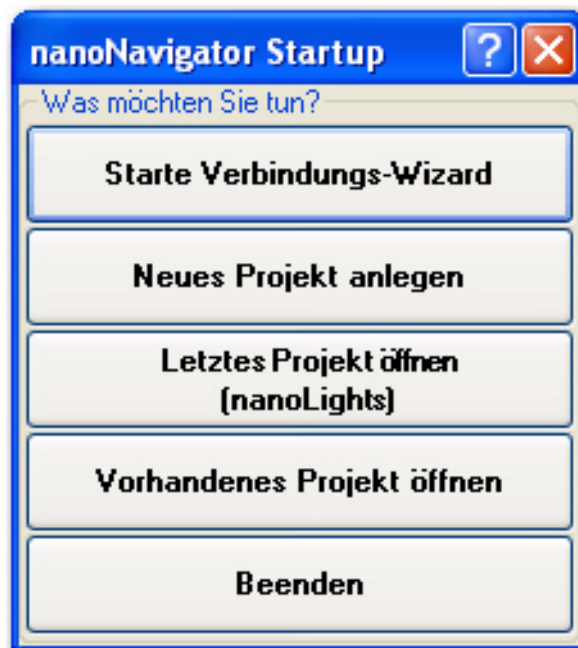 nanoNavigator Startup
Was möchten Sie tun?
Starte Verbindungs-Wizard
Neues Projekt anlegen
Letztes Projekt öffnen
(nanoLights)
Vorhandenes Projekt öffnen
Beenden